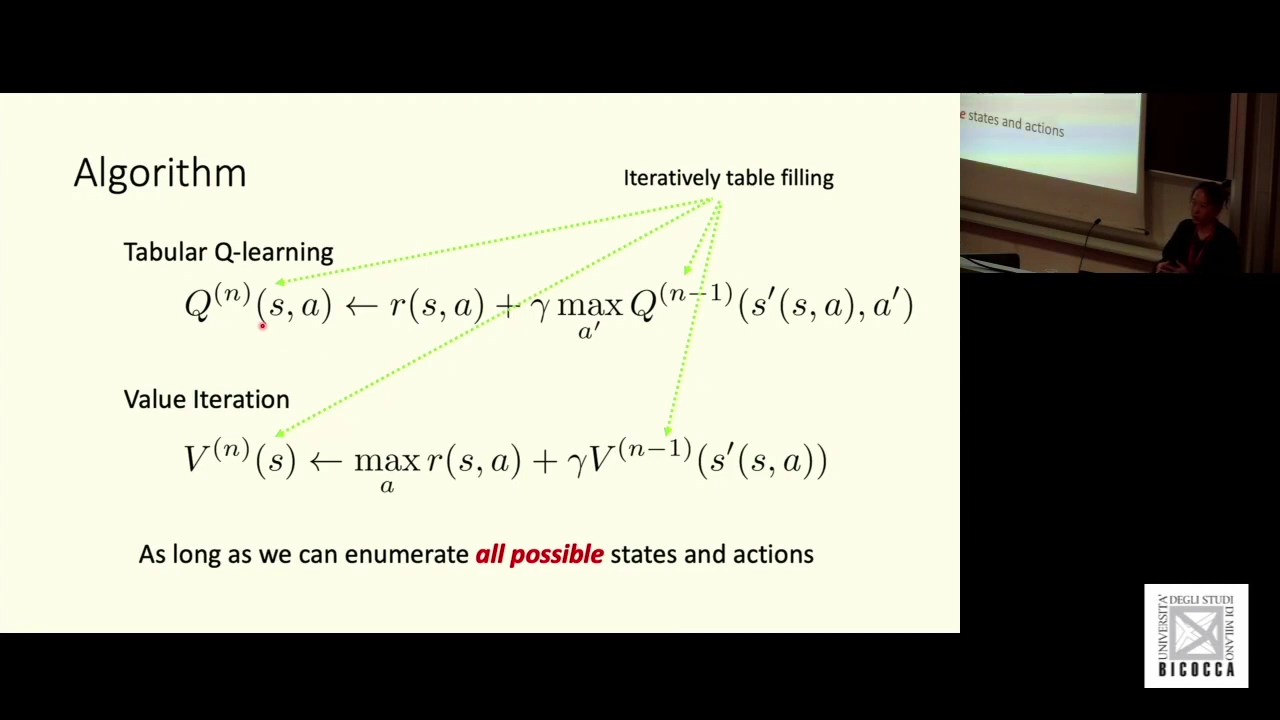 Algorithm
Iteratively table filling
Tabular Q-learning
Q^{(n)}(s, a) ← r(s, a) + γ max_{a'} Q^{(n−1)}(s'(s, a), a')
Value Iteration
V^{(n)}(s) ← max_a r(s, a) + γV^{(n−1)}(s'(s, a))
As long as we can enumerate all possible states and actions
e states and actions
UNIVERSITÀ
DEGLI STUDI
DI MILANO
BICOCCA